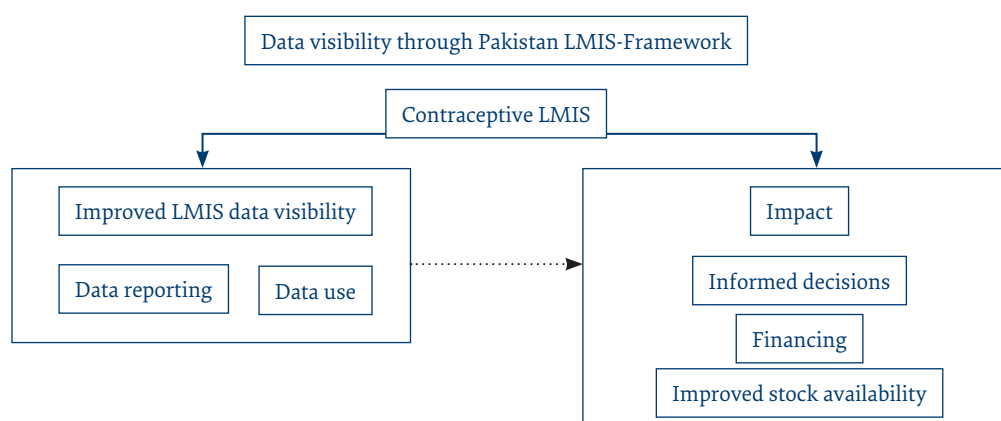 Data visibility through Pakistan LMIS-Framework
Contraceptive LMIS
Improved LMIS data visibility
Data reporting
Data use
Impact
Informed decisions
Financing
Improved stock availability